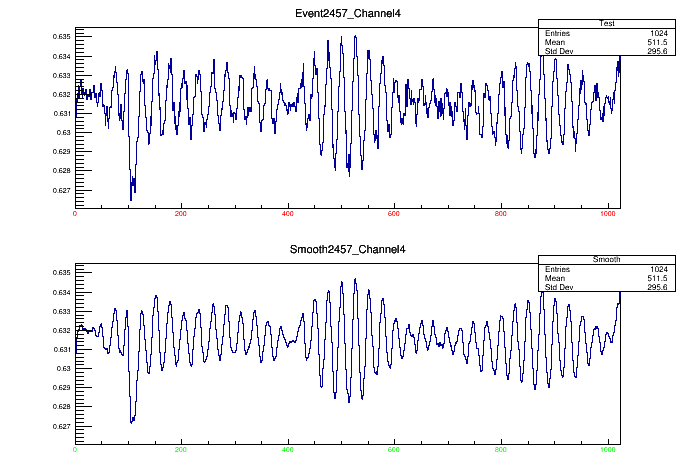 Event2457_Channel4
Test
Entries 1024
Mean 511.5
Std Dev 295.6
0.635
0.634
0.633
0.632
0.631
0.63
0.629
0.628
0.627
0 200 400 600 800 1000
Smooth2457_Channel4
Smooth
Entries 1024
Mean 511.5
Std Dev 295.6
0.635
0.634
0.633
0.632
0.631
0.63
0.629
0.628
0.627
0 200 400 600 800 1000